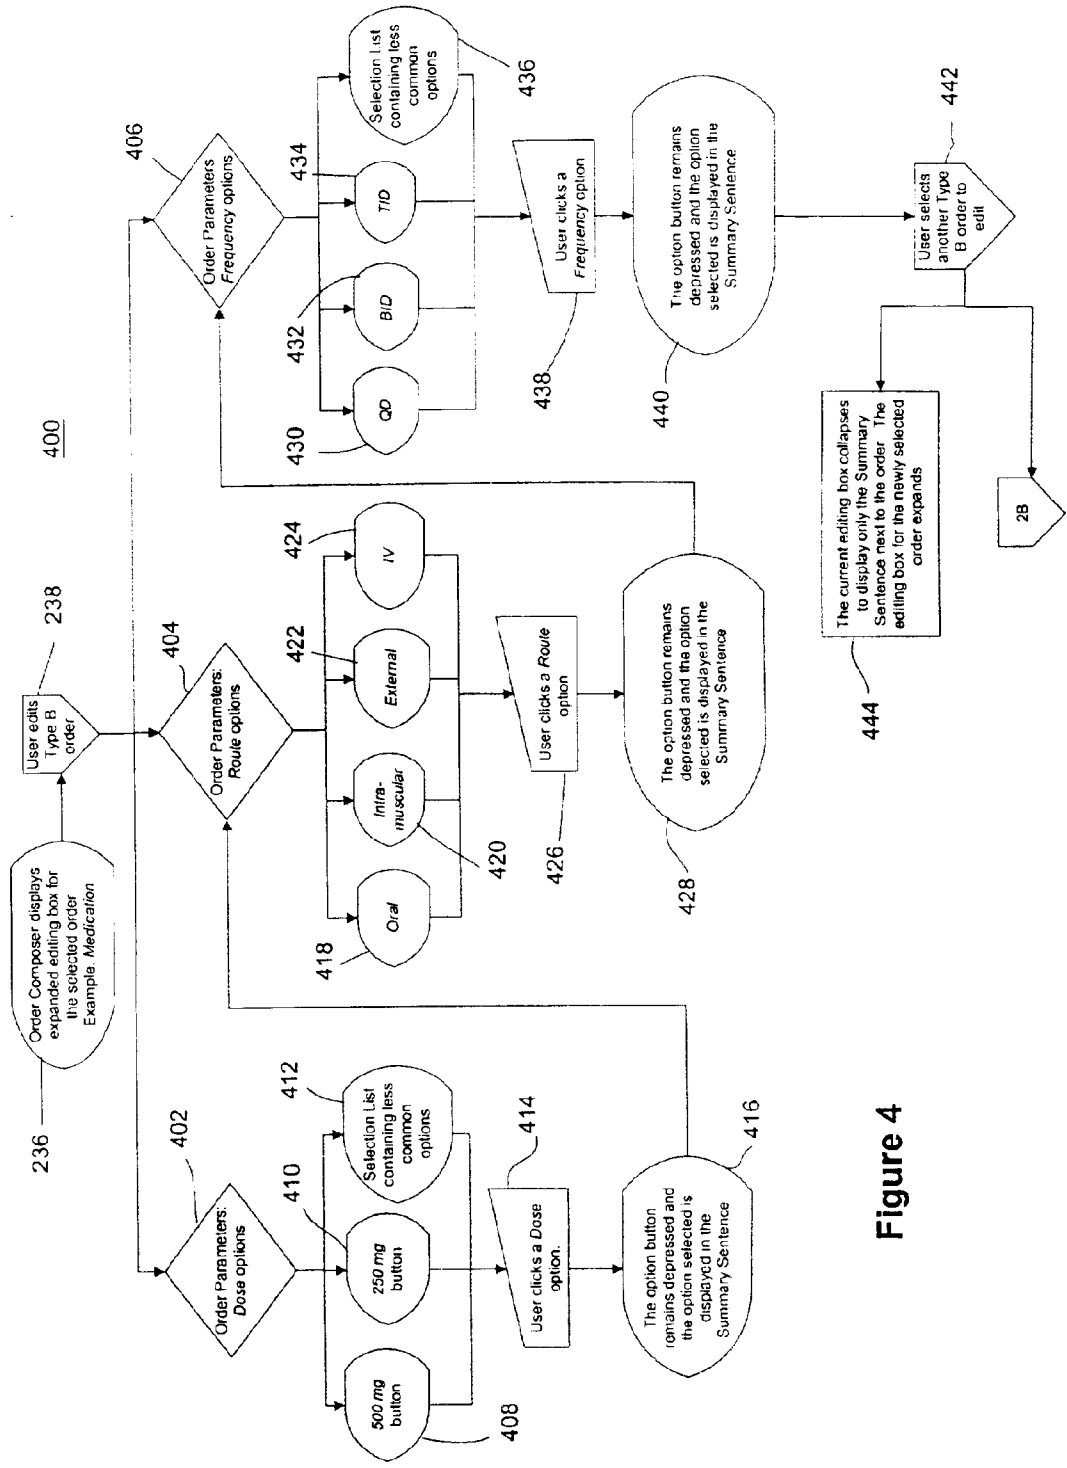 400
Order Composer displays
expanded editing box for
the selected order
Example. Medication
236
User edits
Type B
order
238
Order Parameters:
Dose options
402
500 mg
button
408
250 mg
button
410
Selection List
containing less
common
options
412
User clicks a Dose
option.
414
The option button
remains depressed and
the option selected is
displayed in the
Summary Sentence
416
Order Parameters:
Route options
404
Oral
418
Intra-
muscular
420
External
422
IV
424
User clicks a Route
option
426
The option button remains
depressed and the option
selected is displayed in the
Summary Sentence
428
Order Parameters
Frequency options
406
QD
430
BID
432
TID
434
Selection List
containing less
common
options
436
User clicks a
Frequency option
438
The option button remains
depressed and the option
selected is displayed in the
Summary Sentence
440
User selects
another Type
B order to
edit
442
The current editing box collapses
to display only the Summary
Sentence next to the order The
editing box for the newly selected
order expands
444
2B
Figure 4